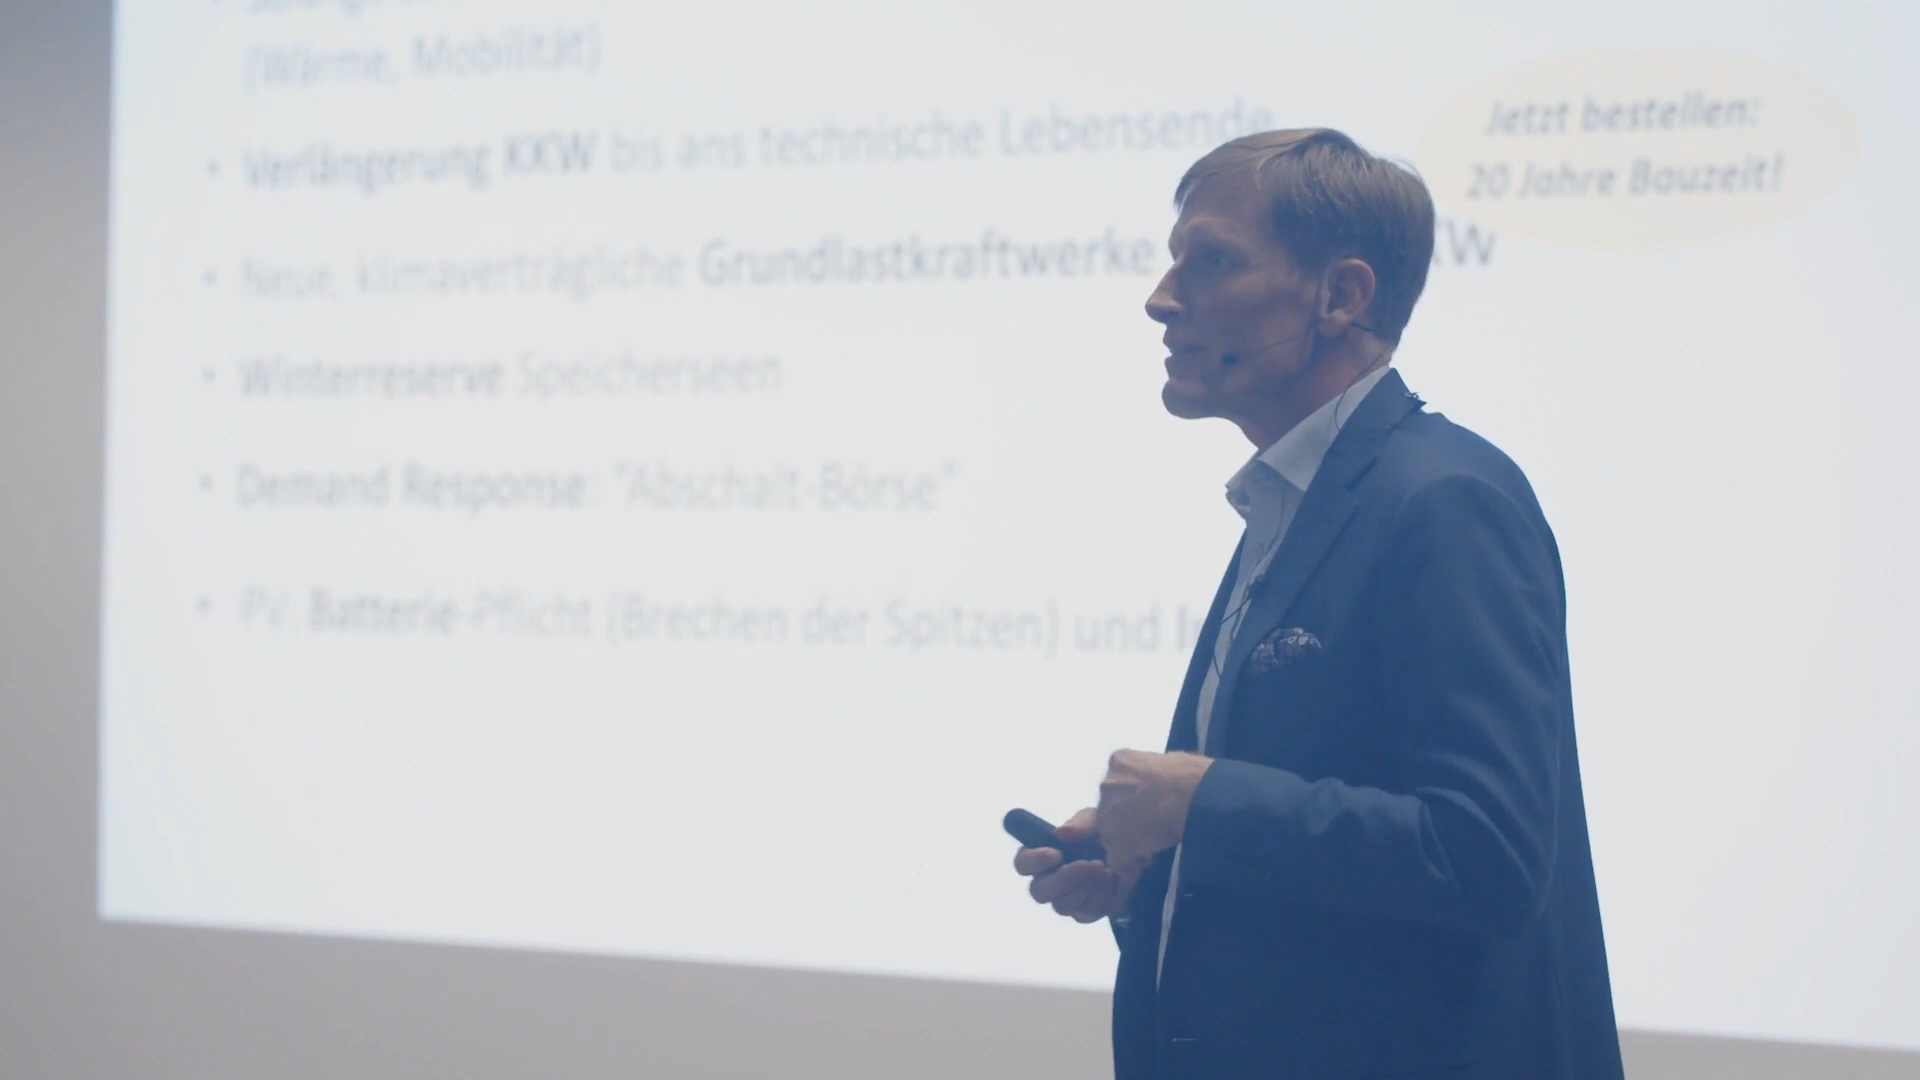 (Wärme, Mobilität)
Jetzt bestellen:
20 Jahre Bauzeit!
• Verlängerung KKW bis ans technische Lebensende
• Neue, klimaverträgliche Grundlastkraftwerke KW
• Winterreserve Speicherseen
• Demand Response: "Abschalt-Börse"
• PV: Batterie-Pflicht (Brechen der Spitzen) und